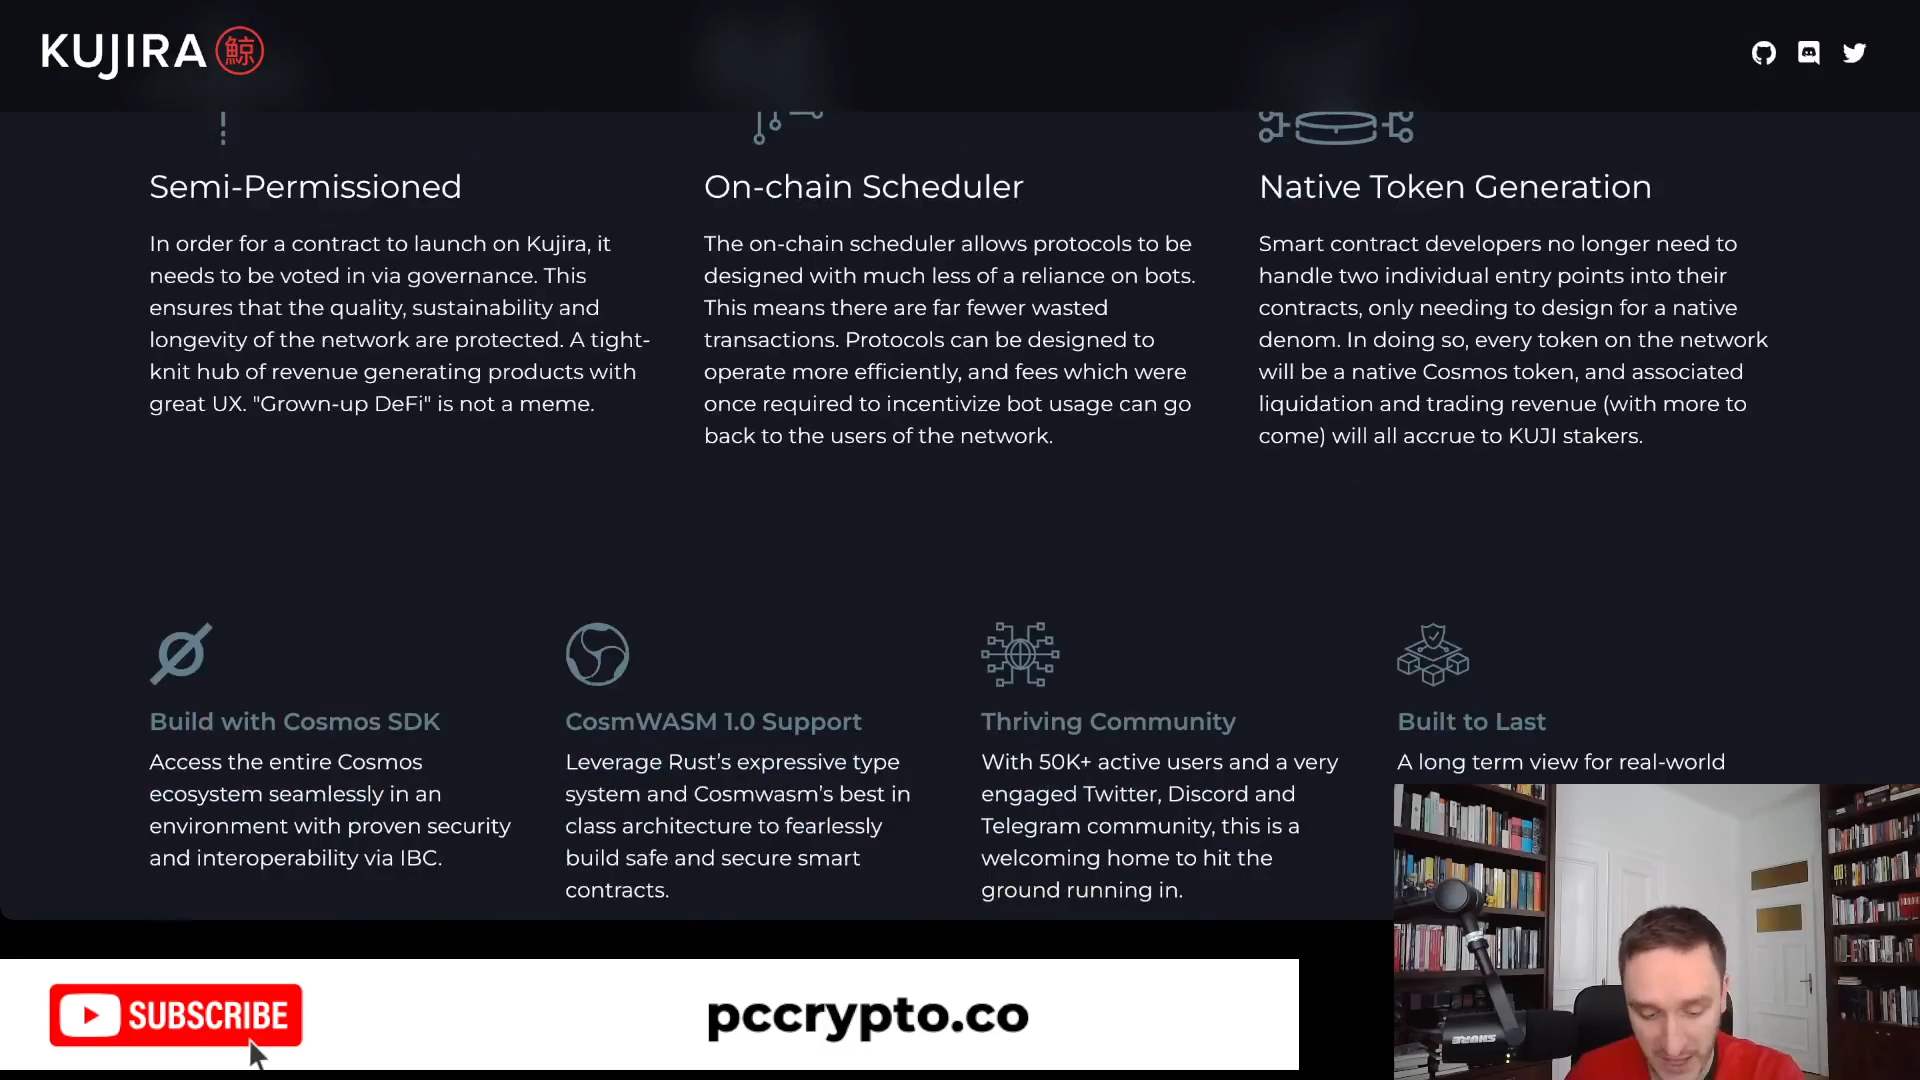 KUJIRA 鯨
Semi-Permissioned
In order for a contract to launch on Kujira, it
needs to be voted in via governance. This
ensures that the quality, sustainability and
longevity of the network are protected. A tight-
knit hub of revenue generating products with
great UX. "Grown-up DeFi" is not a meme.
On-chain Scheduler
The on-chain scheduler allows protocols to be
designed with much less of a reliance on bots.
This means there are far fewer wasted
transactions. Protocols can be designed to
operate more efficiently, and fees which were
once required to incentivize bot usage can go
back to the users of the network.
Native Token Generation
Smart contract developers no longer need to
handle two individual entry points into their
contracts, only needing to design for a native
denom. In doing so, every token on the network
will be a native Cosmos token, and associated
liquidation and trading revenue (with more to
come) will all accrue to KUJI stakers.
Build with Cosmos SDK
Access the entire Cosmos
ecosystem seamlessly in an
environment with proven security
and interoperability via IBC.
CosmWASM 1.0 Support
Leverage Rust's expressive type
system and Cosmwasm's best in
class architecture to fearlessly
build safe and secure smart
contracts.
Thriving Community
With 50K+ active users and a very
engaged Twitter, Discord and
Telegram community, this is a
welcoming home to hit the
ground running in.
Built to Last
A long term view for real-world
SUBSCRIBE
pccrypto.co
SHURE